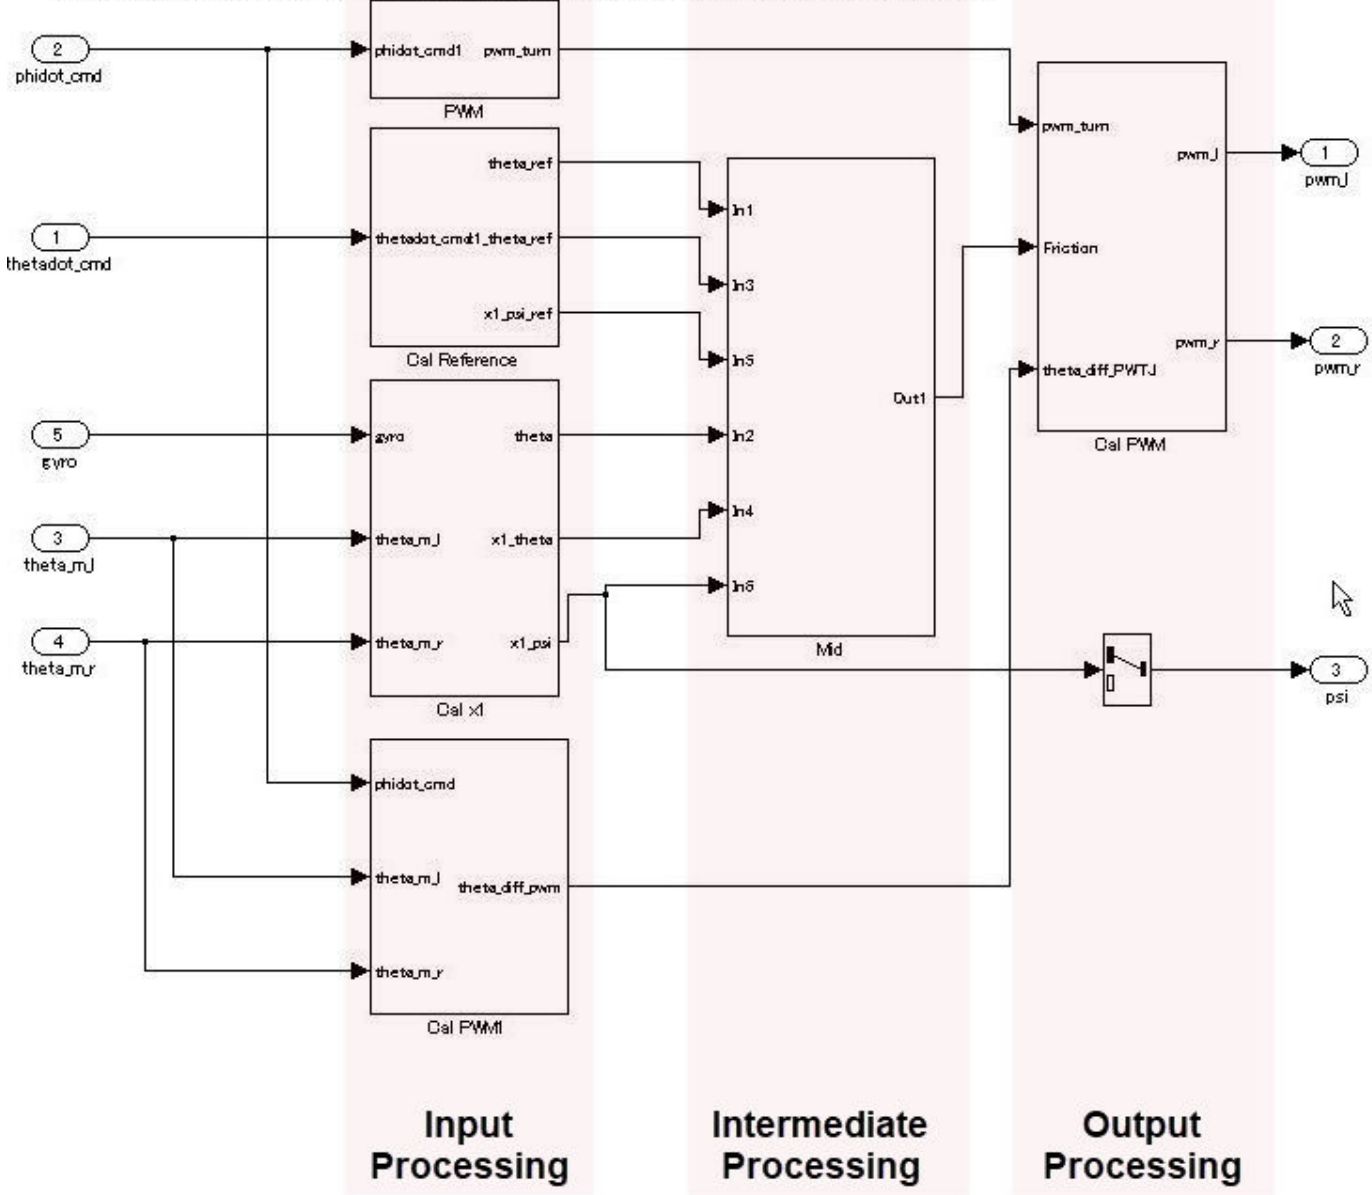 2
phidot_cmd
phidot_cmd1 pwm_turn
PWM
pwm_turn
pwm_l
1
pwm_l
theta_ref
In1
1
thetadot_cmd
thetadot_cmd1_theta_ref
In3
Friction
x1_psi_ref
In5
pwm_r
2
pwm_r
Cal Reference
theta_diff_PWTJ
Out1
5
gyro
gyro theta
In2
Cal PWM
3
theta_m_l
theta_m_l x1_theta
In4
In6
4
theta_m_r
theta_m_r x1_psi
Mid
3
psi
Cal x1
phidot_cmd
theta_m_l
theta_diff_pwm
theta_m_r
Cal PWM1
Input
Processing
Intermediate
Processing
Output
Processing